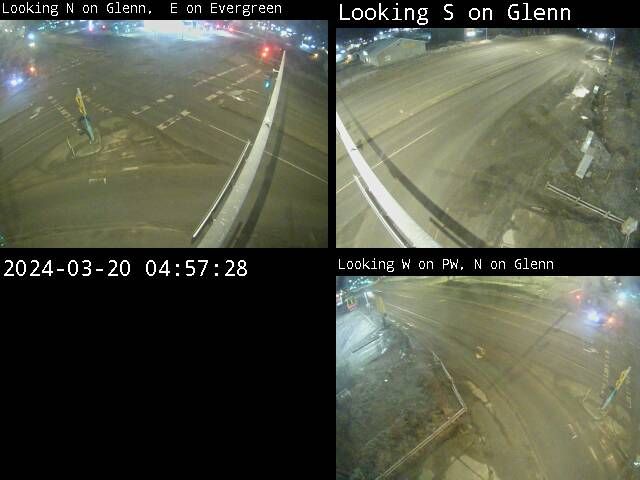 Looking N on Glenn, E on Evergreen
Looking S on Glenn
2024-03-20 04:57:28
Looking W on PW, N on Glenn